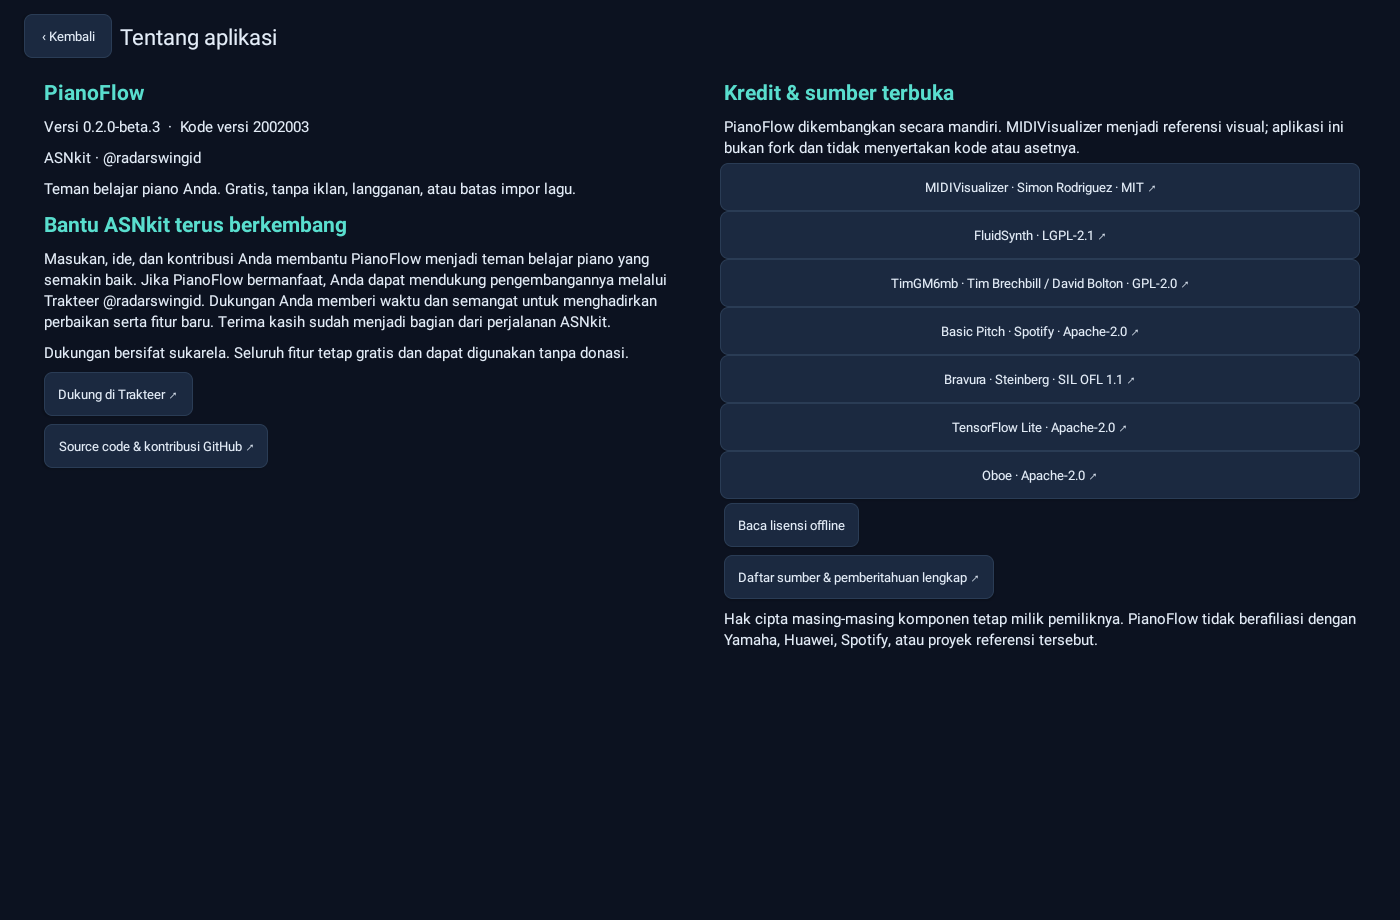 ‹ Kembali
Tentang aplikasi
PianoFlow
Versi 0.2.0-beta.3 · Kode versi 2002003
ASNkit · @radarswingid
Teman belajar piano Anda. Gratis, tanpa iklan, langganan, atau batas impor lagu.
Bantu ASNkit terus berkembang
Masukan, ide, dan kontribusi Anda membantu PianoFlow menjadi teman belajar piano yang
semakin baik. Jika PianoFlow bermanfaat, Anda dapat mendukung pengembangannya melalui
Trakteer @radarswingid. Dukungan Anda memberi waktu dan semangat untuk menghadirkan
perbaikan serta fitur baru. Terima kasih sudah menjadi bagian dari perjalanan ASNkit.
Dukungan bersifat sukarela. Seluruh fitur tetap gratis dan dapat digunakan tanpa donasi.
Dukung di Trakteer ↗
Source code & kontribusi GitHub ↗
Kredit & sumber terbuka
PianoFlow dikembangkan secara mandiri. MIDIVisualizer menjadi referensi visual; aplikasi ini
bukan fork dan tidak menyertakan kode atau asetnya.
MIDIVisualizer · Simon Rodriguez · MIT ↗
FluidSynth · LGPL-2.1 ↗
TimGM6mb · Tim Brechbill / David Bolton · GPL-2.0 ↗
Basic Pitch · Spotify · Apache-2.0 ↗
Bravura · Steinberg · SIL OFL 1.1 ↗
TensorFlow Lite · Apache-2.0 ↗
Oboe · Apache-2.0 ↗
Baca lisensi offline
Daftar sumber & pemberitahuan lengkap ↗
Hak cipta masing-masing komponen tetap milik pemiliknya. PianoFlow tidak berafiliasi dengan
Yamaha, Huawei, Spotify, atau proyek referensi tersebut.